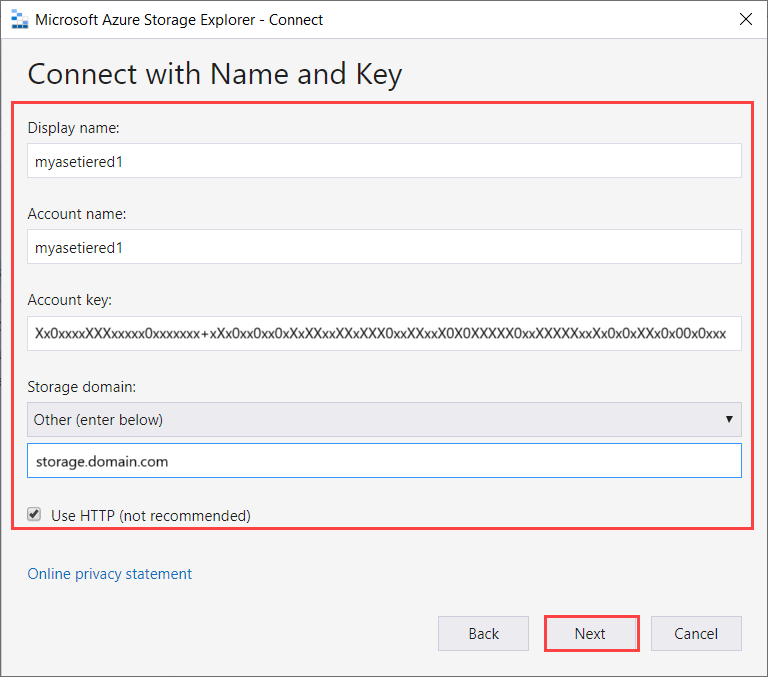 Microsoft Azure Storage Explorer - Connect
Connect with Name and Key
Display name:
myasetiered1
Account name:
myasetiered1
Account key:
Xx0xxxxXXXxxxxx0xxxxxxx+xXx0xx0xx0xXxXXxxXXxXXX0xxXXxxX0X0XXXXX0xxXXXXXxxXx0x0xXXx0x00x0xxx
Storage domain:
Other (enter below)
storage.domain.com
Use HTTP (not recommended)
Online privacy statement
Back Next Cancel